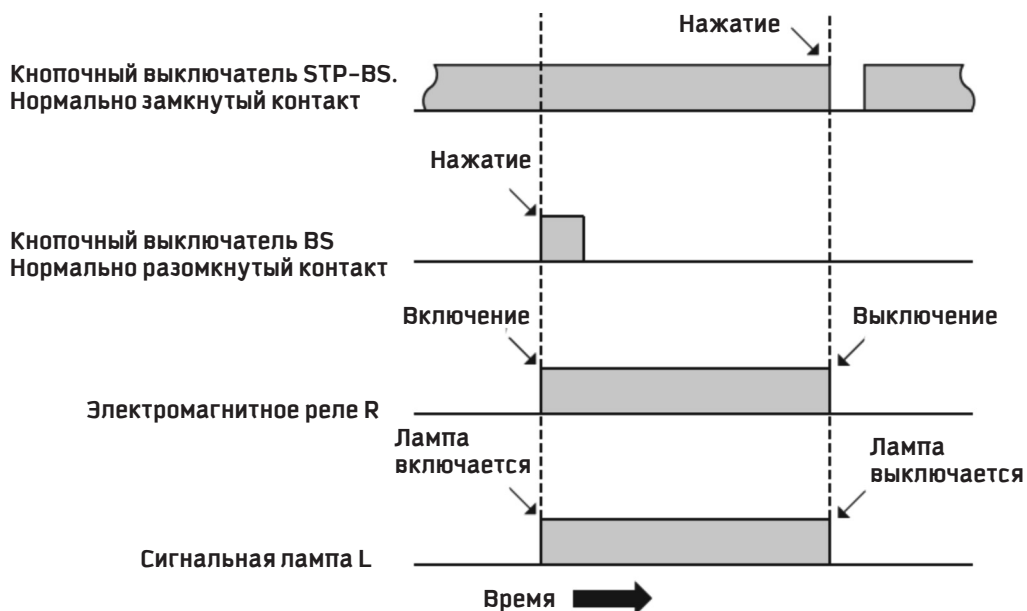 Нажатие
Кнопочный выключатель STP-BS.
Нормально замкнутый контакт
Нажатие
Кнопочный выключатель BS
Нормально разомкнутый контакт
Включение
Выключение
Электромагнитное реле R
Лампа
включается
Лампа
выключается
Сигнальная лампа L
Время